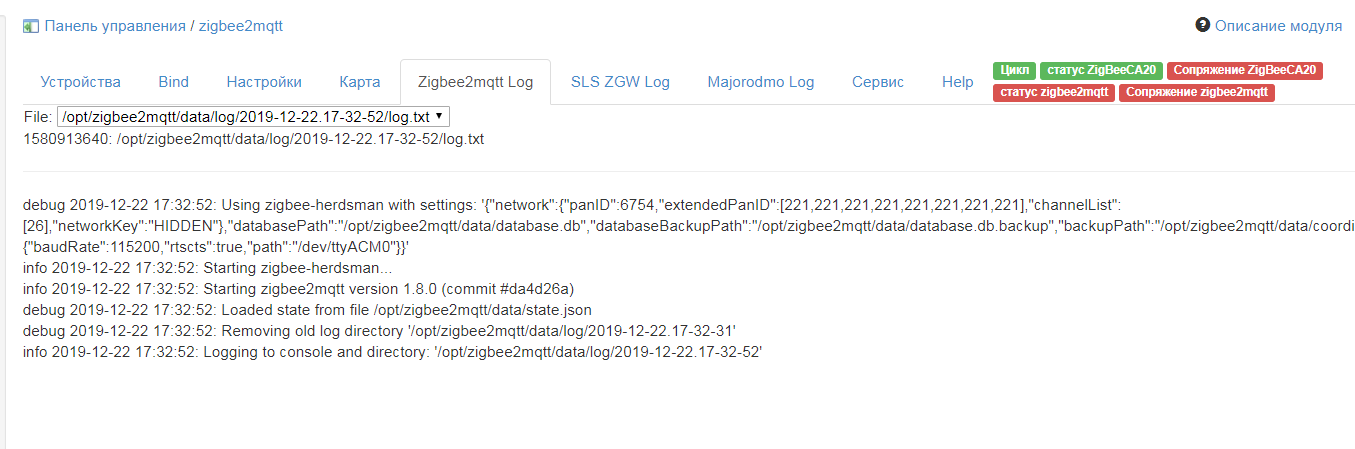 Панель управления / zigbee2mqtt
Описание модуля
Устройства Bind Настройки Карта Zigbee2mqtt Log SLS ZGW Log Majorodmo Log Сервис Help
Цикл статус ZigBeeCA20 Сопряжение ZigBeeCA20
статус zigbee2mqtt Сопряжение zigbee2mqtt
File: /opt/zigbee2mqtt/data/log/2019-12-22.17-32-52/log.txt
1580913640: /opt/zigbee2mqtt/data/log/2019-12-22.17-32-52/log.txt
debug 2019-12-22 17:32:52: Using zigbee-herdsman with settings: '{"network":{"panID":6754,"extendedPanID":[221,221,221,221,221,221,221,221],"channelList":
[26],"networkKey":"HIDDEN"},"databasePath":"/opt/zigbee2mqtt/data/database.db","databaseBackupPath":"/opt/zigbee2mqtt/data/database.db.backup","backupPath":"/opt/zigbee2mqtt/data/coordi
{"baudRate":115200,"rtscts":true,"path":"/dev/ttyACM0"}}'
info 2019-12-22 17:32:52: Starting zigbee-herdsman...
info 2019-12-22 17:32:52: Starting zigbee2mqtt version 1.8.0 (commit #da4d26a)
debug 2019-12-22 17:32:52: Loaded state from file /opt/zigbee2mqtt/data/state.json
debug 2019-12-22 17:32:52: Removing old log directory '/opt/zigbee2mqtt/data/log/2019-12-22.17-32-31'
info 2019-12-22 17:32:52: Logging to console and directory: '/opt/zigbee2mqtt/data/log/2019-12-22.17-32-52'